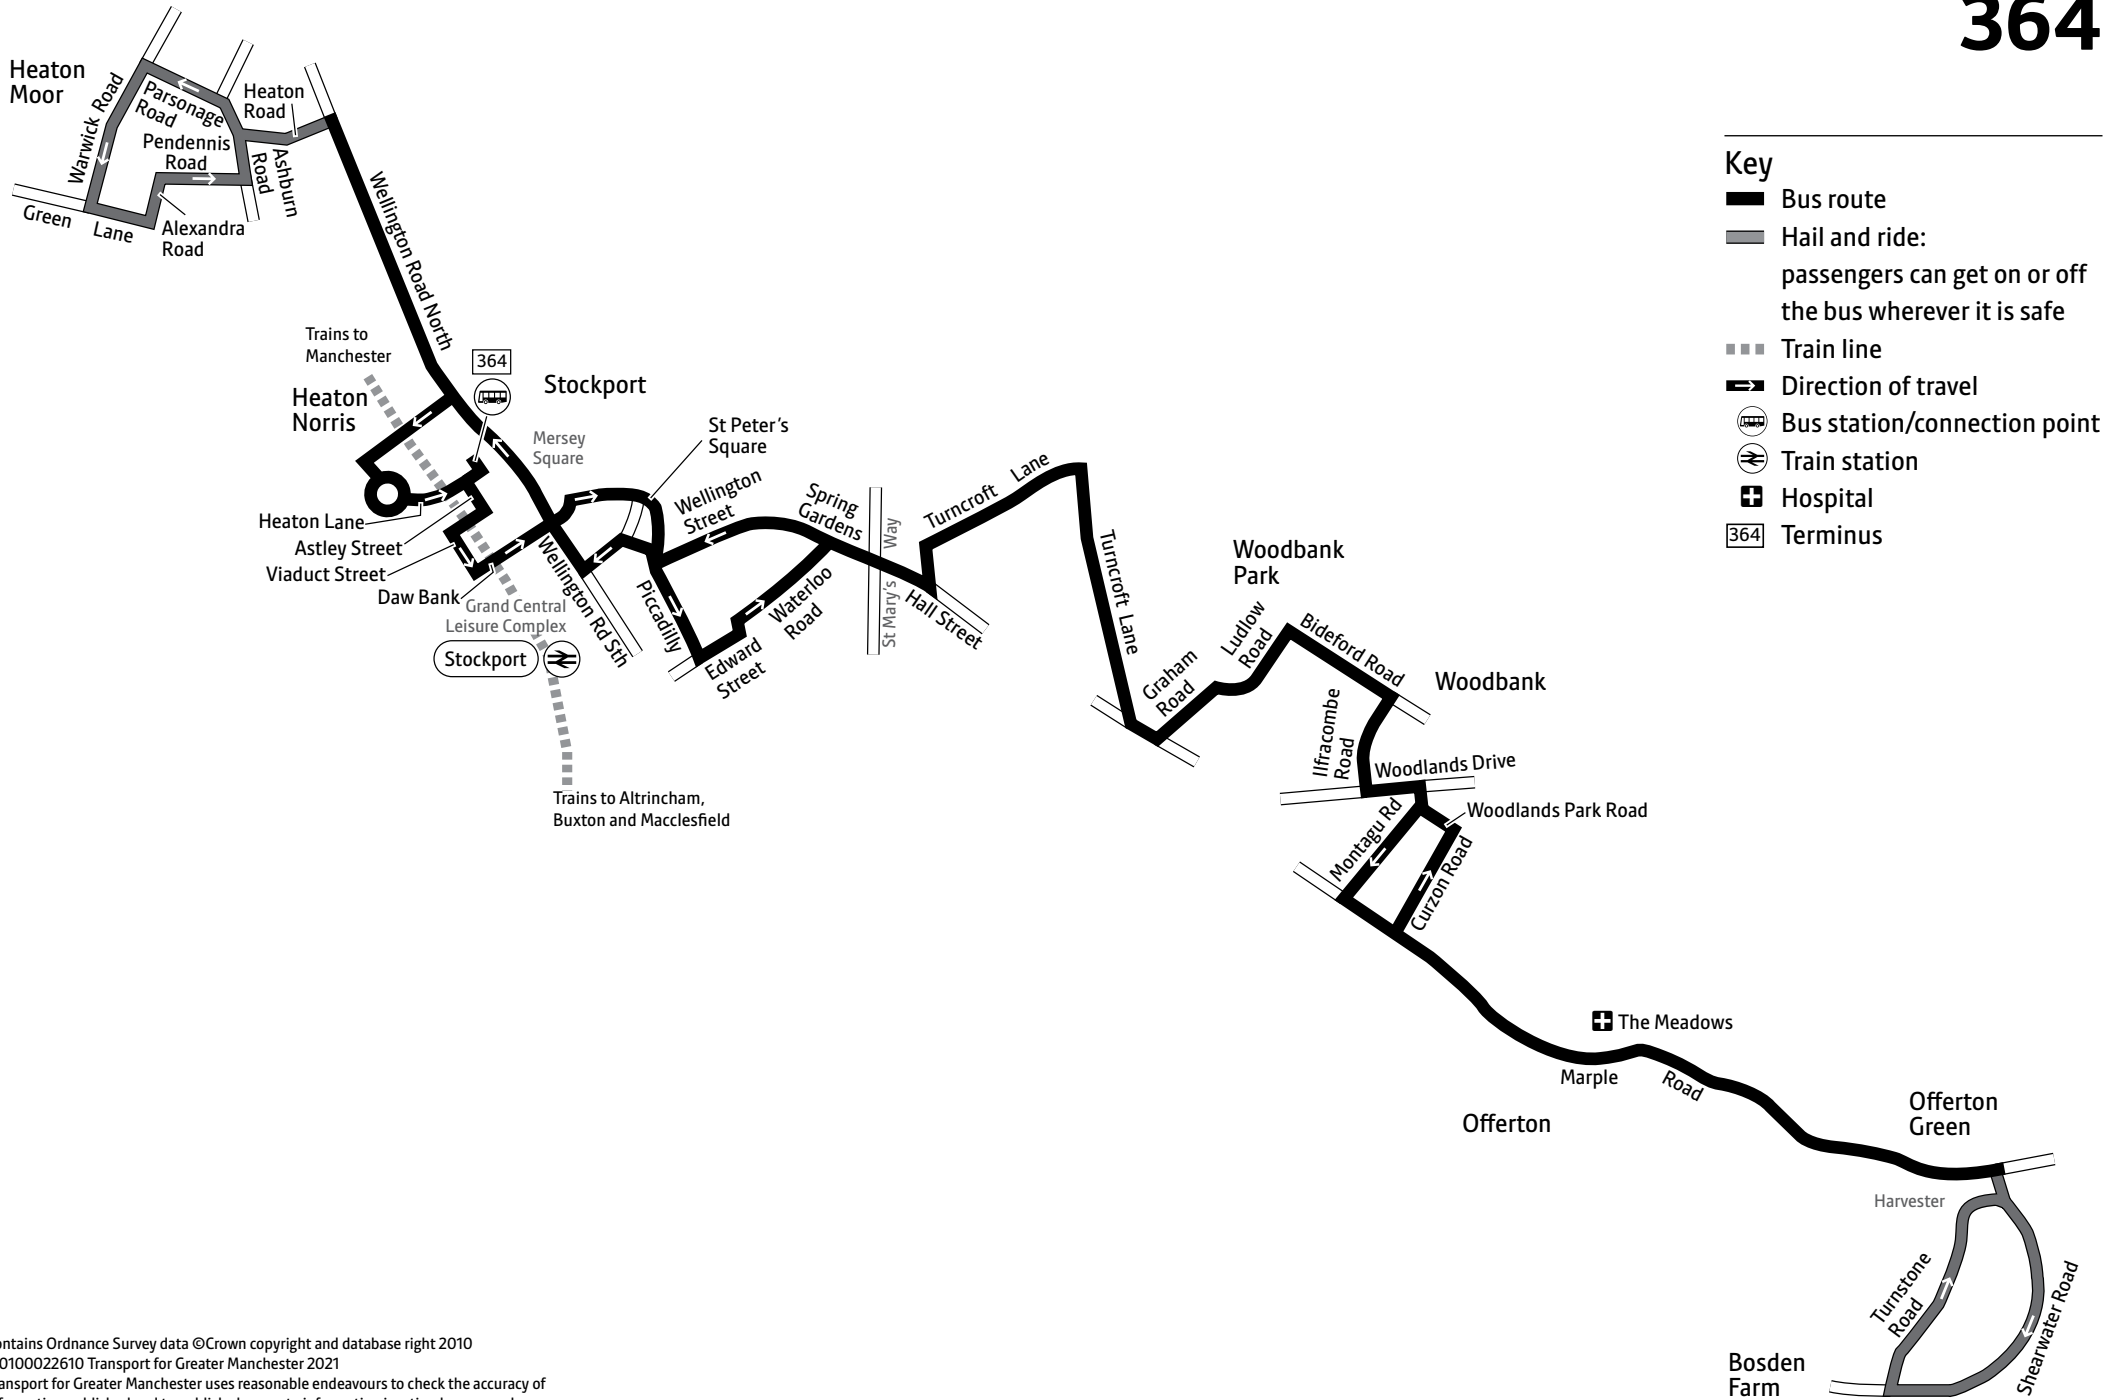 364
Heaton
Moor
Warwick Road
Parsonage
Road
Heaton
Road
Pendennis
Road
Ashburn
Road
Green
Lane
Alexandra
Road
Wellington Road North
Trains to
Manchester
364
Heaton
Norris
Stockport
Mersey
Square
St Peter's
Square
Wellington
Street
Spring
Gardens
St Mary's Way
Heaton Lane
Astley Street
Viaduct Street
Daw Bank
Grand Central
Leisure Complex
Stockport
Wellington Rd Sth
Piccadilly
Edward
Street
Waterloo
Road
Hall Street
Turncroft Lane
Turncroft Lane
Trains to Altrincham,
Buxton and Macclesfield
Woodbank
Park
Graham
Road
Ludlow
Road
Bideford Road
Woodbank
Ilfracombe
Road
Woodlands Drive
Woodlands Park Road
Montagu Rd
Curzon Road
The Meadows
Marple Road
Offerton
Offerton
Green
Harvester
Turnstone
Road
Shearwater Road
Bosden
Farm
Key
Bus route
Hail and ride:
passengers can get on or off
the bus wherever it is safe
Train line
Direction of travel
Bus station/connection point
Train station
Hospital
364 Terminus
ontains Ordnance Survey data ©Crown copyright and database right 2010
0100022610 Transport for Greater Manchester 2021
ansport for Greater Manchester uses reasonable endeavours to check the accuracy of